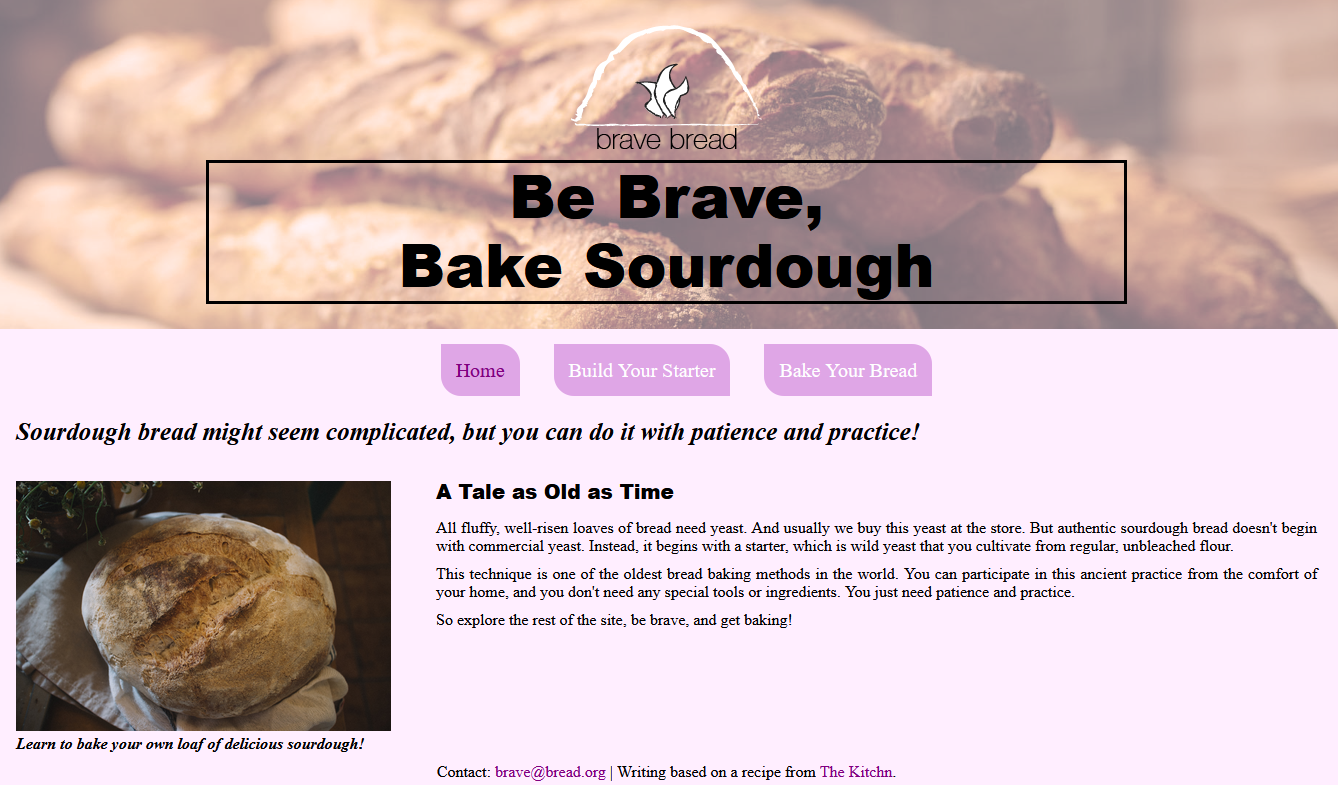 brave bread
Be Brave,
Bake Sourdough
Home
Build Your Starter
Bake Your Bread
Sourdough bread might seem complicated, but you can do it with patience and practice!
A Tale as Old as Time
All fluffy, well-risen loaves of bread need yeast. And usually we buy this yeast at the store. But authentic sourdough bread doesn't begin
with commercial yeast. Instead, it begins with a starter, which is wild yeast that you cultivate from regular, unbleached flour.
This technique is one of the oldest bread baking methods in the world. You can participate in this ancient practice from the comfort of
your home, and you don't need any special tools or ingredients. You just need patience and practice.
So explore the rest of the site, be brave, and get baking!
Learn to bake your own loaf of delicious sourdough!
Contact: brave@bread.org | Writing based on a recipe from The Kitchn.